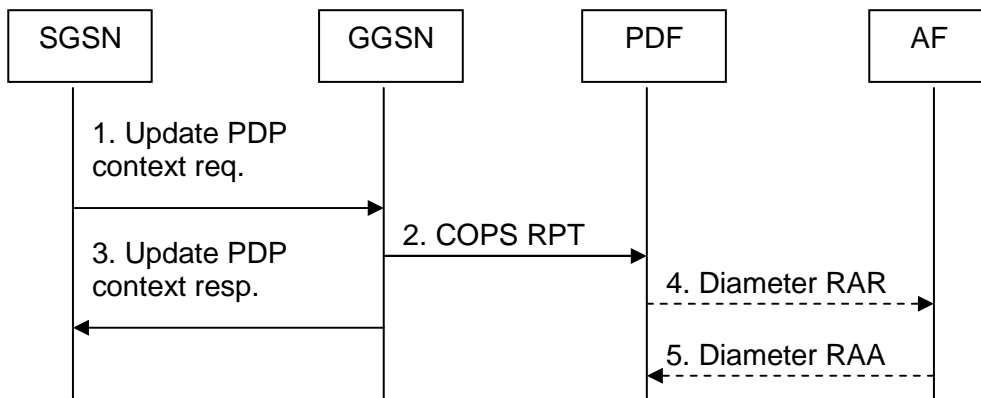 SGSN
GGSN
PDF
AF
1. Update PDP
context req.
2. COPS RPT
3. Update PDP
context resp.
4. Diameter RAR
5. Diameter RAA